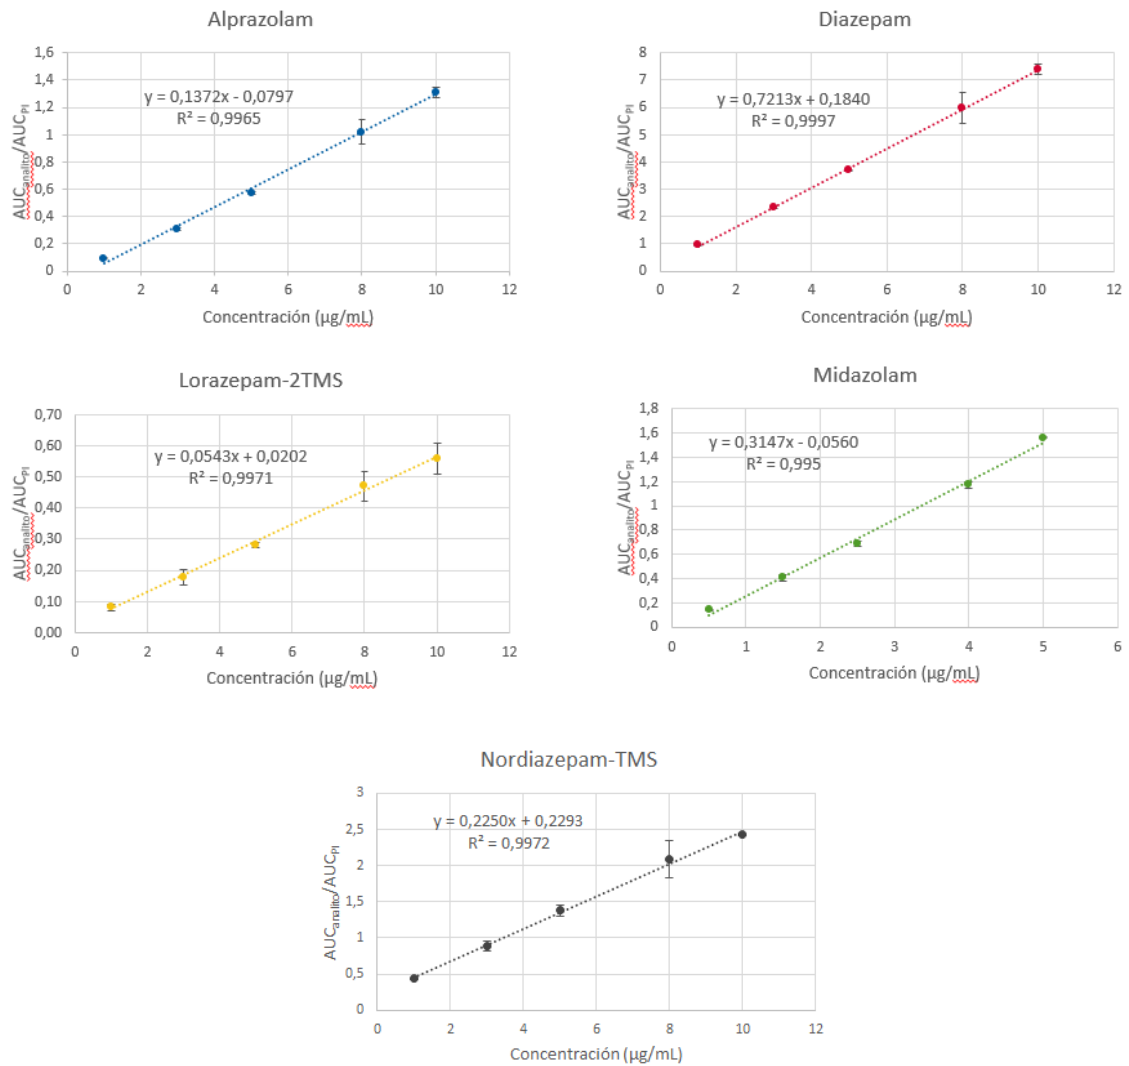 Alprazolam
1,6
1,4
1,2
1
0,8
0,6
0,4
0,2
0
y = 0,1372x - 0,0797
R² = 0,9965
AUCanalito/AUCPI
0 2 4 6 8 10 12
Concentración (µg/mL)
Diazepam
8
7
6
5
4
3
2
1
0
y = 0,7213x + 0,1840
R² = 0,9997
AUCanalito/AUCPI
0 2 4 6 8 10 12
Concentración (µg/mL)
Lorazepam-2TMS
0,70
0,60
0,50
0,40
0,30
0,20
0,10
0,00
y = 0,0543x + 0,0202
R² = 0,9971
AUCanalito/AUCPI
0 2 4 6 8 10 12
Concentración (µg/mL)
Midazolam
1,8
1,6
1,4
1,2
1
0,8
0,6
0,4
0,2
0
y = 0,3147x - 0,0560
R² = 0,995
AUCanalito/AUCPI
0 1 2 3 4 5 6
Concentración (µg/mL)
Nordiazepam-TMS
3
2,5
2
1,5
1
0,5
0
y = 0,2250x + 0,2293
R² = 0,9972
AUCanalito/AUCPI
0 2 4 6 8 10 12
Concentración (µg/mL)